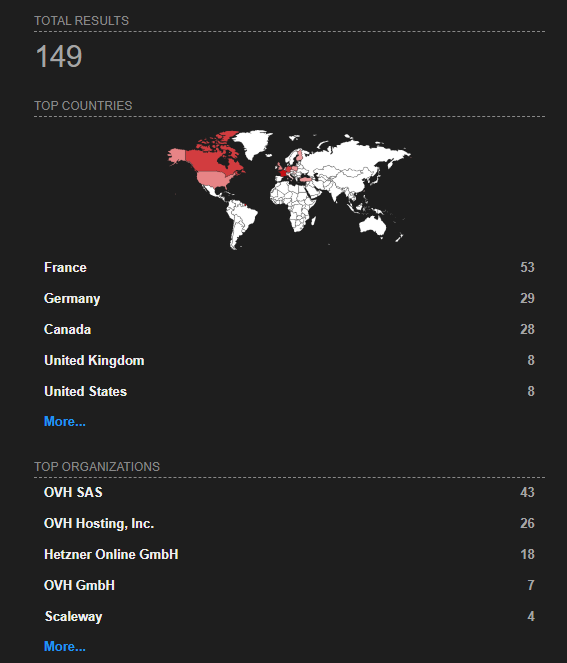 TOTAL RESULTS
149
TOP COUNTRIES
France 53
Germany 29
Canada 28
United Kingdom 8
United States 8
More...
TOP ORGANIZATIONS
OVH SAS 43
OVH Hosting, Inc. 26
Hetzner Online GmbH 18
OVH GmbH 7
Scaleway 4
More...